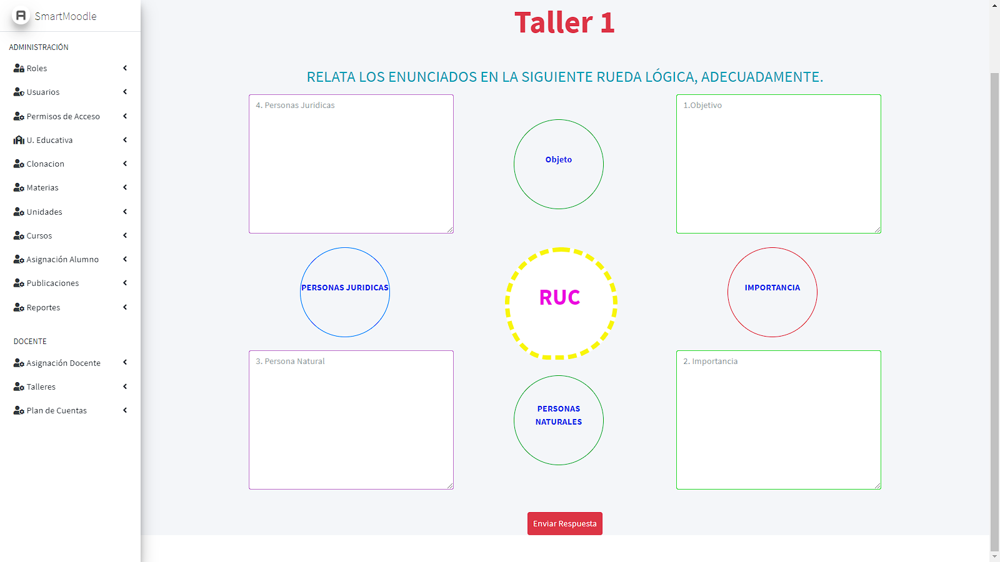 SmartMoodle
ADMINISTRACIÓN
Roles
Usuarios
Permisos de Acceso
U. Educativa
Clonacion
Materias
Unidades
Cursos
Asignación Alumno
Publicaciones
Reportes
DOCENTE
Asignación Docente
Talleres
Plan de Cuentas
Taller 1
RELATA LOS ENUNCIADOS EN LA SIGUIENTE RUEDA LÓGICA, ADECUADAMENTE.
4. Personas Juridicas
Objeto
1.Objetivo
PERSONAS JURIDICAS
RUC
IMPORTANCIA
3. Persona Natural
PERSONAS
NATURALES
2. Importancia
Enviar Respuesta